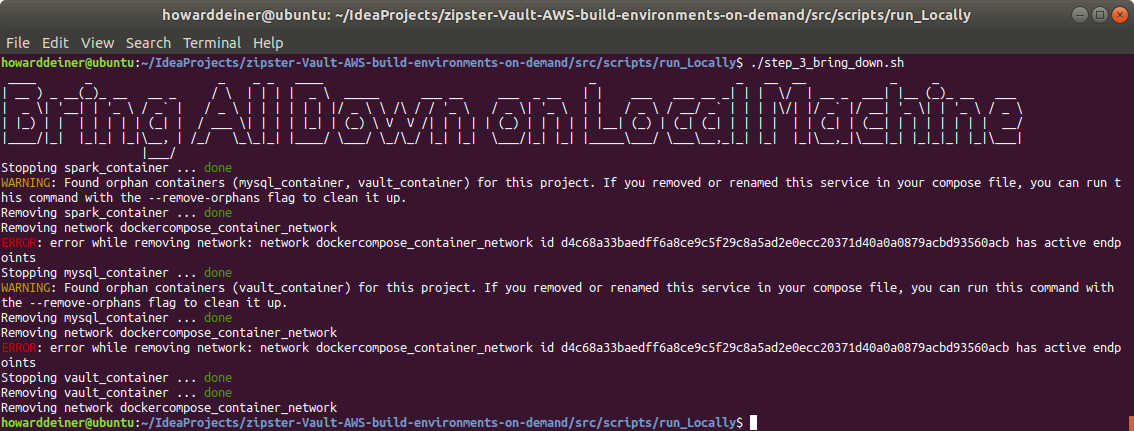 howarddeiner@ubuntu: ~/IdeaProjects/zipster-Vault-AWS-build-environments-on-demand/src/scripts/run_Locally
File Edit View Search Terminal Help
howarddeiner@ubuntu:~/IdeaProjects/zipster-Vault-AWS-build-environments-on-demand/src/scripts/run_Locally$ ./step_3_bring_down.sh
Bring All Down on Local Machine
Stopping spark_container ... done
WARNING: Found orphan containers (mysql_container, vault_container) for this project. If you removed or renamed this service in your compose file, you can run t
his command with the --remove-orphans flag to clean it up.
Removing spark_container ... done
Removing network dockercompose_container_network
ERROR: error while removing network: network dockercompose_container_network id d4c68a33baedff6a8ce9c5f29c8a5ad2e0ecc20371d40a0a0879acbd93560acb has active endp
oints
Stopping mysql_container ... done
WARNING: Found orphan containers (vault_container) for this project. If you removed or renamed this service in your compose file, you can run this command with
the --remove-orphans flag to clean it up.
Removing mysql_container ... done
Removing network dockercompose_container_network
ERROR: error while removing network: network dockercompose_container_network id d4c68a33baedff6a8ce9c5f29c8a5ad2e0ecc20371d40a0a0879acbd93560acb has active endp
oints
Stopping vault_container ... done
Removing vault_container ... done
Removing network dockercompose_container_network
howarddeiner@ubuntu:~/IdeaProjects/zipster-Vault-AWS-build-environments-on-demand/src/scripts/run_Locally$